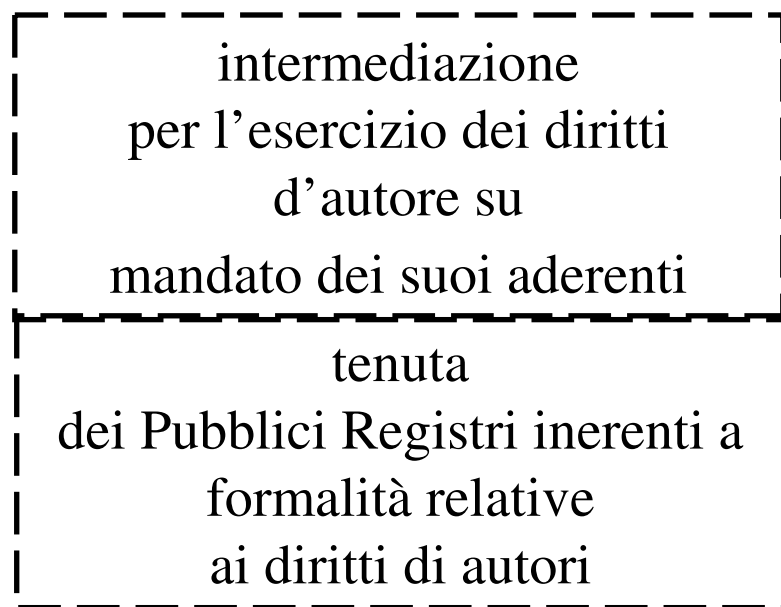 intermediazione
per l’esercizio dei diritti
d’autore su
mandato dei suoi aderenti
tenuta
dei Pubblici Registri inerenti a
formalità relative
ai diritti di autori